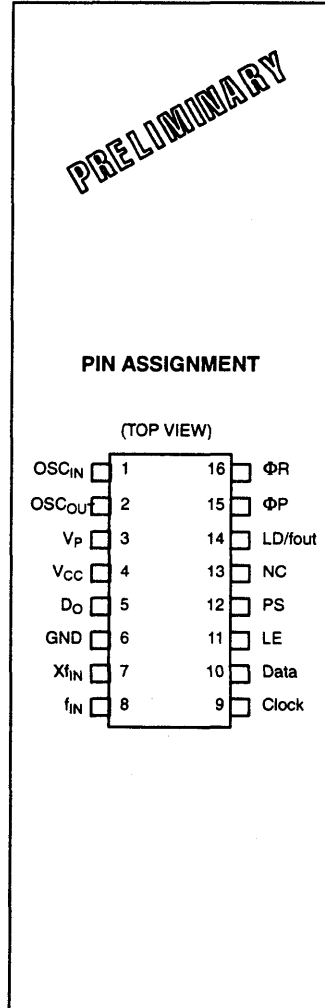 PRELIMINARY
PIN ASSIGNMENT
(TOP VIEW)
OSCIN 1 16 ΦR
OSCOUT 2 15 ΦP
VP 3 14 LD/fout
VCC 4 13 NC
DO 5 12 PS
GND 6 11 LE
XfIN 7 10 Data
fIN 8 9 Clock